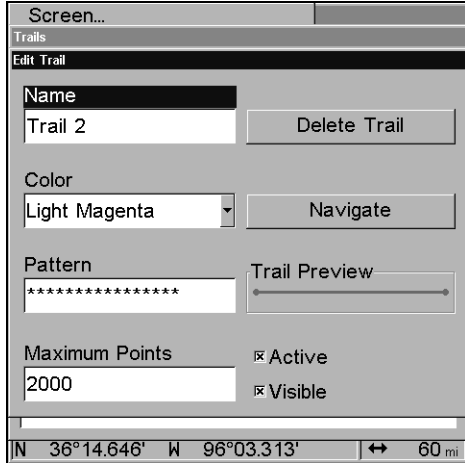 Screen...
Trails
Edit Trail
Name
Trail 2
Delete Trail
Color
Light Magenta
Navigate
Pattern
****************
Trail Preview
Maximum Points
2000
Active
Visible
N 36°14.646' W 96°03.313' ↔ 60 mi